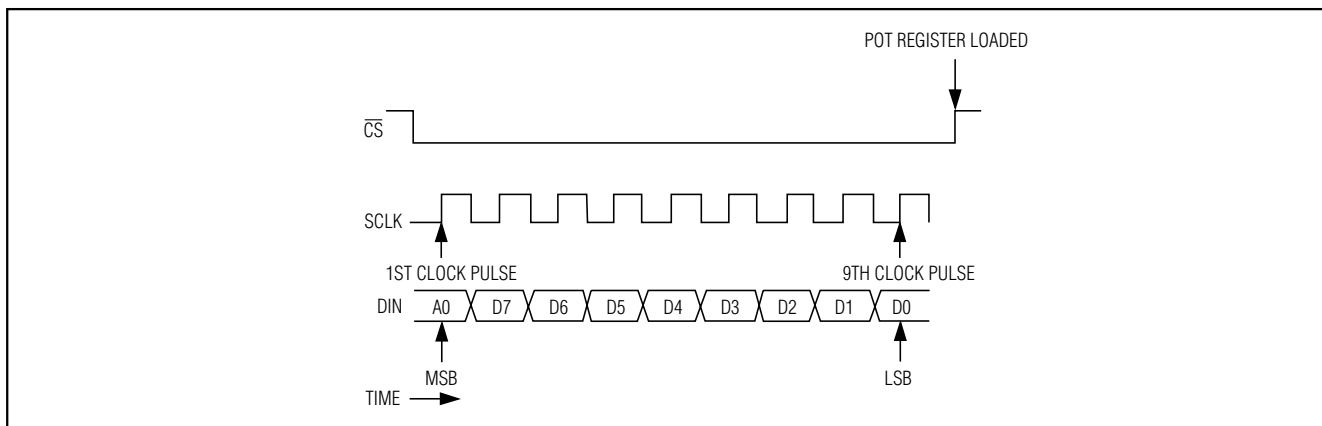 POT REGISTER LOADED
CS
SCLK
1ST CLOCK PULSE 9TH CLOCK PULSE
DIN A0 D7 D6 D5 D4 D3 D2 D1 D0
MSB LSB
TIME